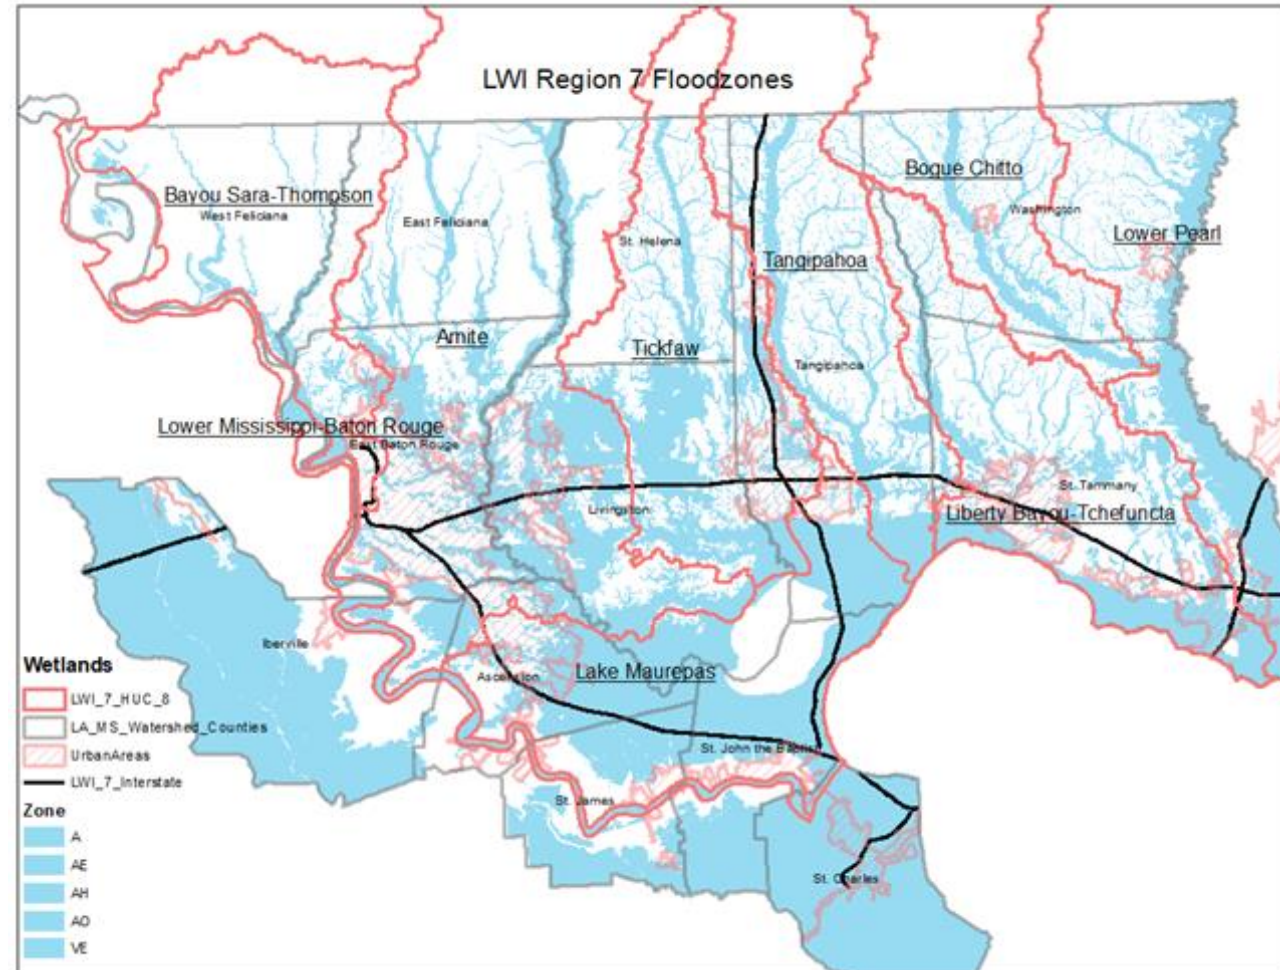 LWI Region 7 Floodzones
Bogue Chitto
Bayou Sara-Thompson
West Feliciana
East Feliciana
Washington
St. Helena
Lower Pearl
Tangipahoa
Amite
Tickfaw
Tangipahoa
Lower Mississippi-Baton Rouge
East Baton Rouge
St. Tammany
Livingston
Liberty Bayou-Tchefuncta
Iberville
Ascension
Lake Maurepas
St. John the Baptist
St. James
St. Charles
Wetlands
LWI_7_HUC_8
LA_MS_Watershed_Counties
UrbanAreas
LWI_7_Interstate
Zone
A
AE
AH
AO
VE